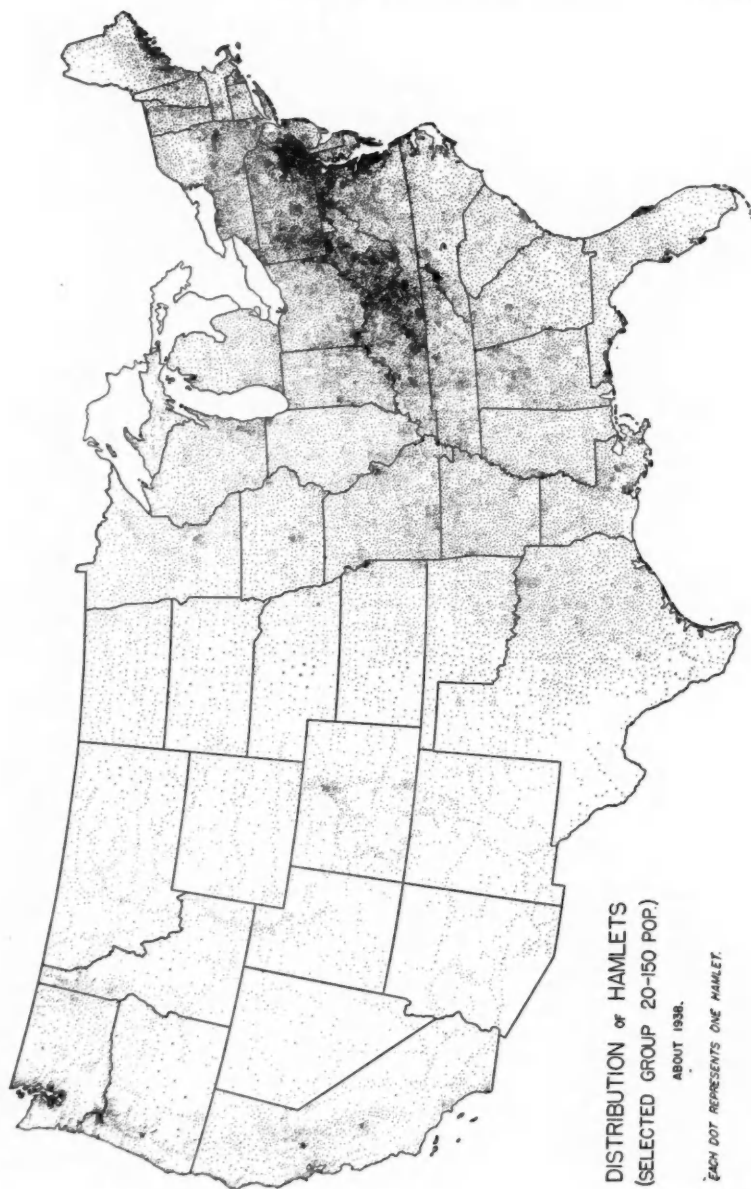 DISTRIBUTION OF HAMLETS
(SELECTED GROUP 20-150 POP.)
ABOUT 1938.
EACH DOT REPRESENTS ONE HAMLET.